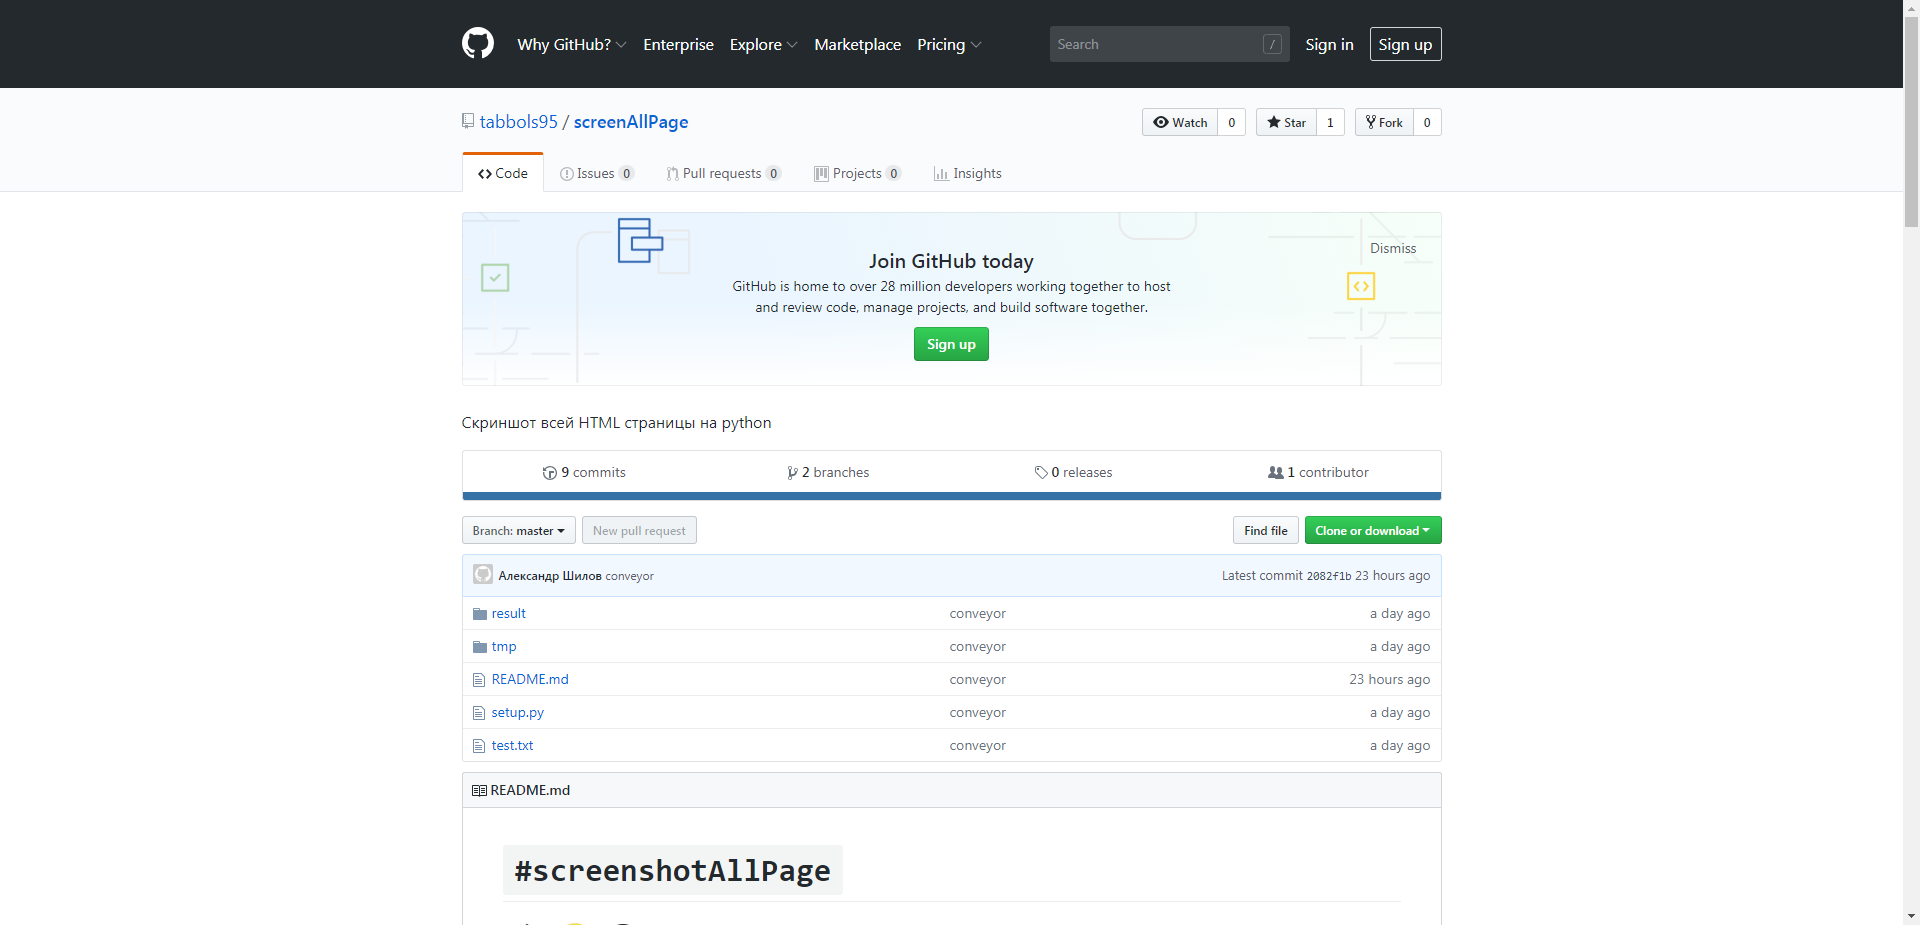 Why GitHub? Enterprise Explore Marketplace Pricing Search / Sign in Sign up
tabbols95 / screenAllPage Watch 0 Star 1 Fork 0
Code Issues 0 Pull requests 0 Projects 0 Insights
Dismiss
Join GitHub today
GitHub is home to over 28 million developers working together to host
and review code, manage projects, and build software together.
Sign up
Скриншот всей HTML страницы на python
9 commits 2 branches 0 releases 1 contributor
Branch: master New pull request Find file Clone or download
Александр Шилов conveyor Latest commit 2082f1b 23 hours ago
result conveyor a day ago
tmp conveyor a day ago
README.md conveyor 23 hours ago
setup.py conveyor a day ago
test.txt conveyor a day ago
README.md
#screenshotAllPage